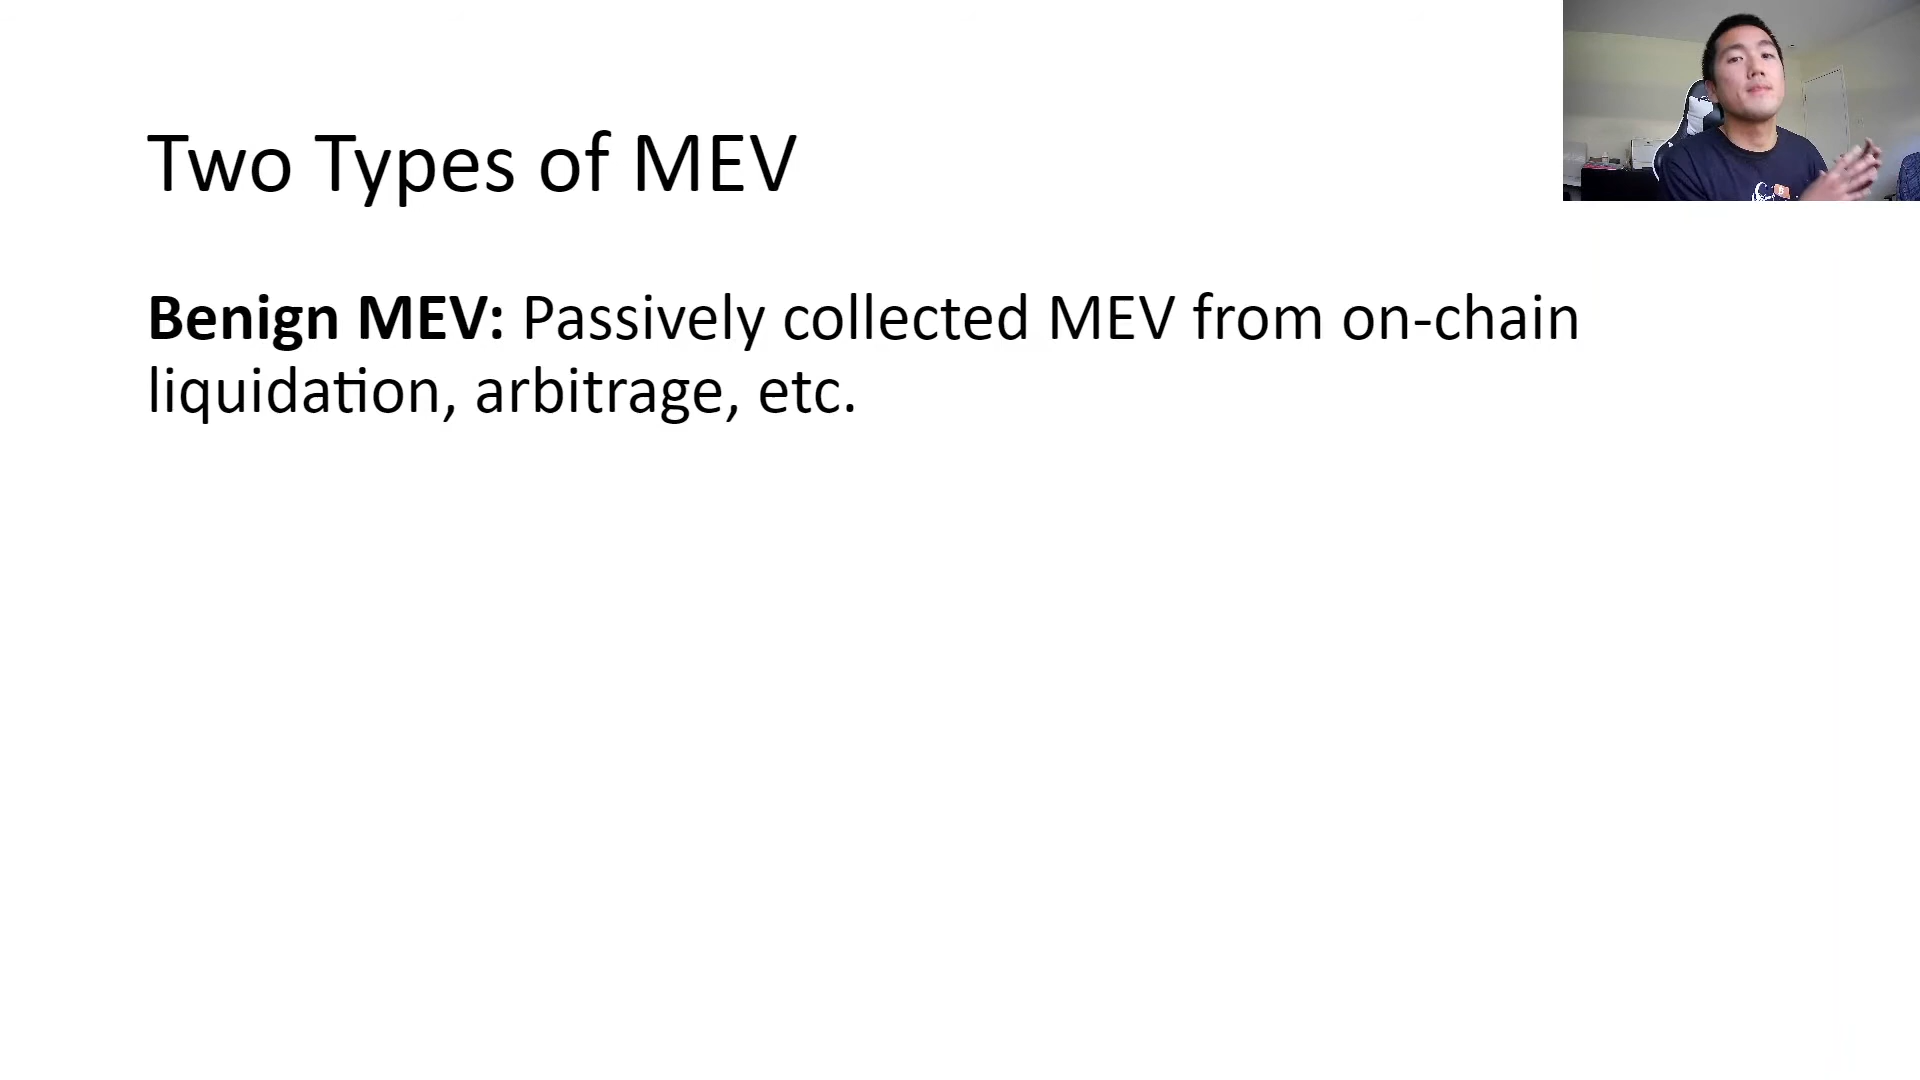 Two Types of MEV
Benign MEV: Passively collected MEV from on-chain
liquidation, arbitrage, etc.